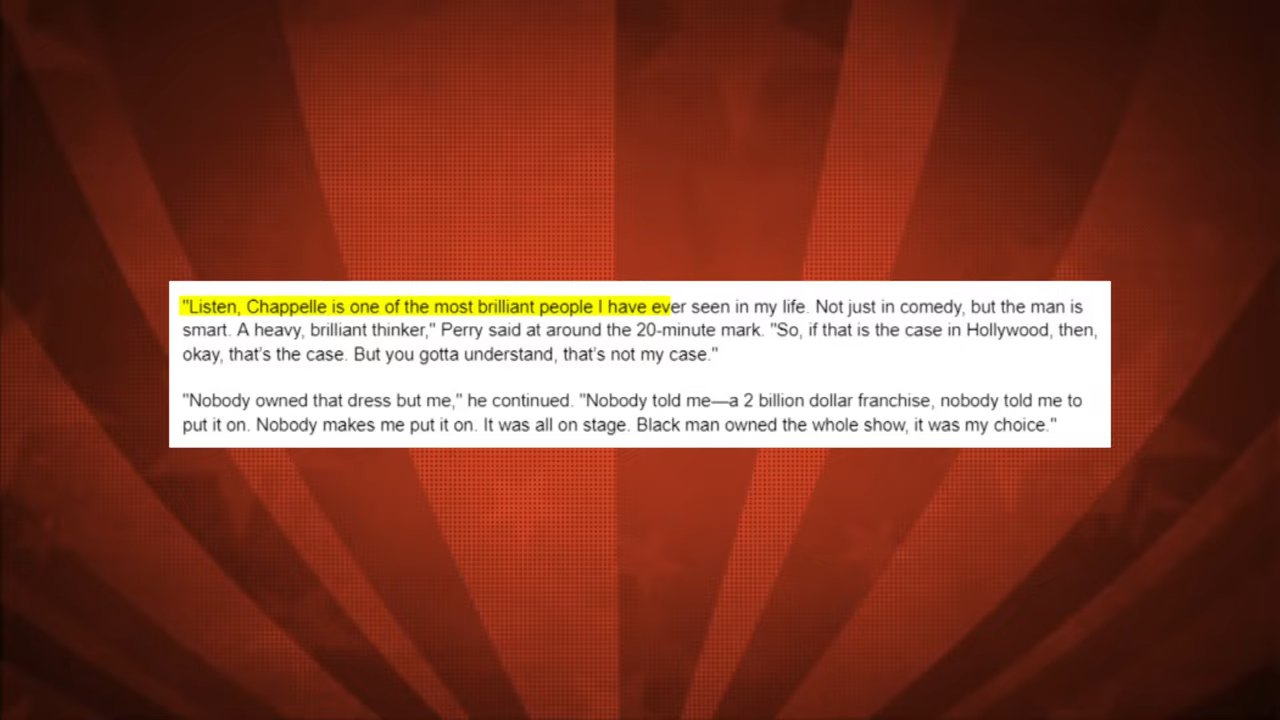 "Listen, Chappelle is one of the most brilliant people I have ever seen in my life. Not just in comedy, but the man is
smart. A heavy, brilliant thinker," Perry said at around the 20-minute mark. "So, if that is the case in Hollywood, then,
okay, that's the case. But you gotta understand, that's not my case."
"Nobody owned that dress but me," he continued. "Nobody told me—a 2 billion dollar franchise, nobody told me to
put it on. Nobody makes me put it on. It was all on stage. Black man owned the whole show, it was my choice."